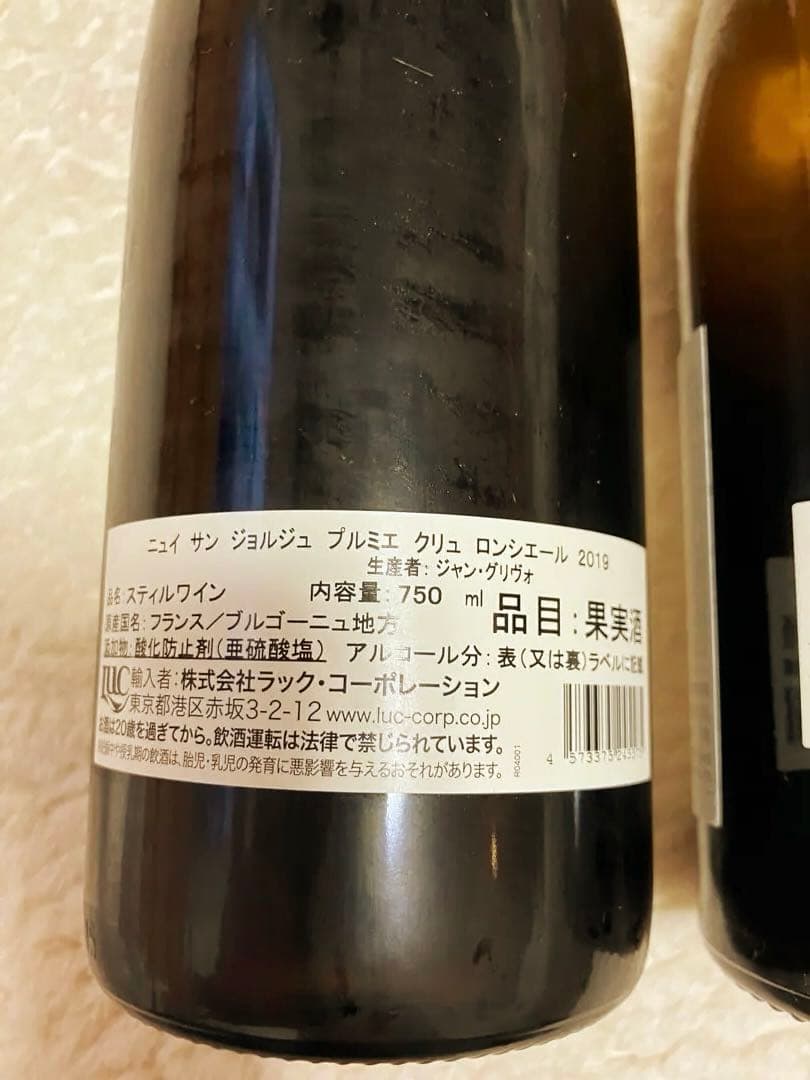 ニュイ サン ジョルジュ プルミエ クリュ ロンシエール 2019
生産者: ジャン・グリヴォ
品名: スティルワイン 内容量: 750 ml
原産国名: フランス/ブルゴーニュ地方 品目:果実酒
添加物: 酸化防止剤(亜硫酸塩) アルコール分: 表(又は裏)ラベルに記載
LUC 輸入者: 株式会社ラック・コーポレーション
東京都港区赤坂3-2-12 www.luc-corp.co.jp
お酒は20歳を過ぎてから。飲酒運転は法律で禁じられています。
妊娠中や授乳期の飲酒は、胎児・乳児の発育に悪影響を与えるおそれがあります。
R04001
4 573373